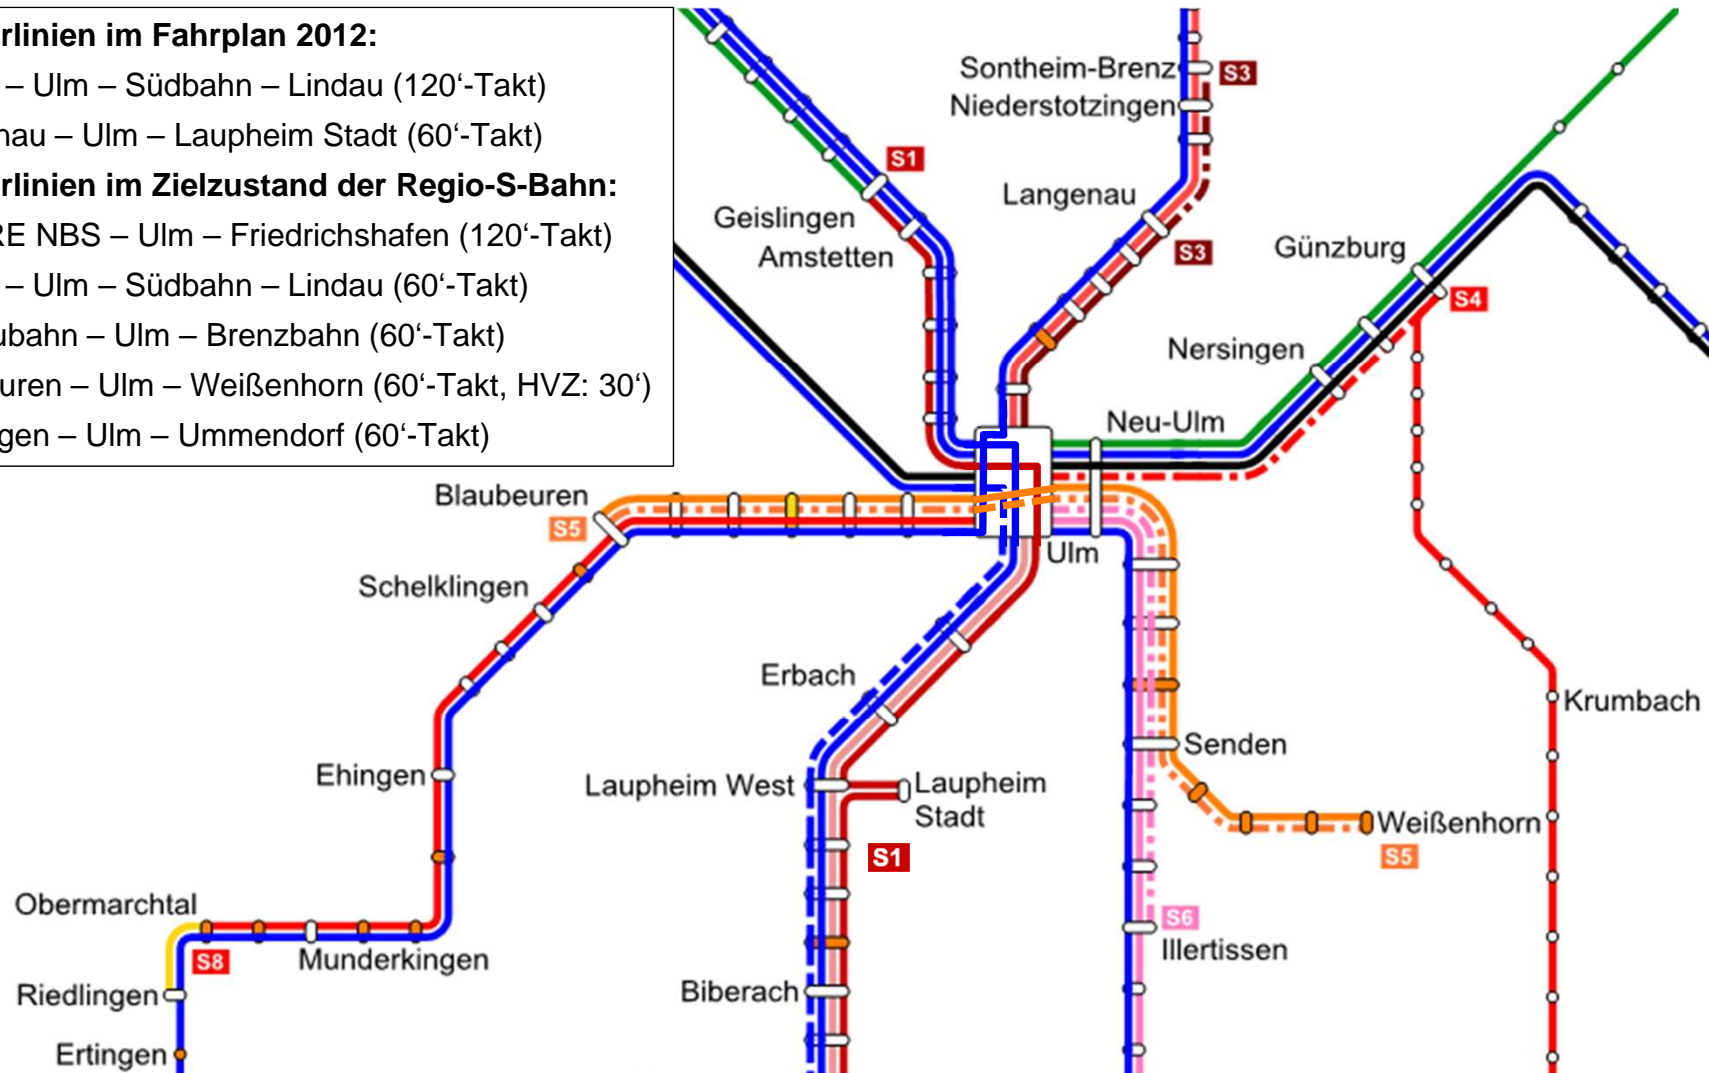 rlinien im Fahrplan 2012:
– Ulm – Südbahn – Lindau (120‘-Takt)
nau – Ulm – Laupheim Stadt (60‘-Takt)
rlinien im Zielzustand der Regio-S-Bahn:
RE NBS – Ulm – Friedrichshafen (120‘-Takt)
– Ulm – Südbahn – Lindau (60‘-Takt)
ubahn – Ulm – Brenzbahn (60‘-Takt)
uren – Ulm – Weißenhorn (60‘-Takt, HVZ: 30‘)
gen – Ulm – Ummendorf (60‘-Takt)
Sontheim-Brenz
S3
Niederstotzingen
S1
Langenau
Geislingen
Amstetten
S3
Günzburg
S4
Nersingen
Neu-Ulm
Blaubeuren
S5
Ulm
Schelklingen
Erbach
Krumbach
Senden
Ehingen
Laupheim West
Laupheim
Stadt
Weißenhorn
S5
S1
Obermarchtal
S6
Illertissen
S8
Munderkingen
Riedlingen
Biberach
Ertingen